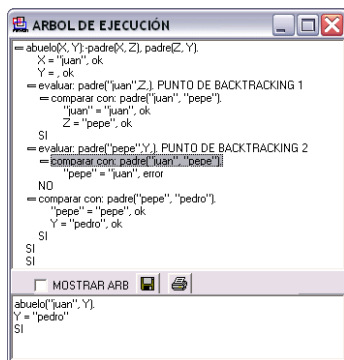 ARBOL DE EJECUCIÓN
abuelo(X, Y):-padre(X, Z), padre(Z, Y).
X = "juan", ok
Y = , ok
evaluar: padre("juan",Z,). PUNTO DE BACKTRACKING 1
comparar con: padre("juan", "pepe").
"juan" = "juan", ok
Z = "pepe", ok
SI
evaluar: padre("pepe",Y,). PUNTO DE BACKTRACKING 2
comparar con: padre("juan", "pepe").
"pepe" = "juan", error
NO
comparar con: padre("pepe", "pedro").
"pepe" = "pepe", ok
Y = "pedro", ok
SI
SI
SI
MOSTRAR ARB
abuelo("juan", Y).
Y = "pedro"
SI